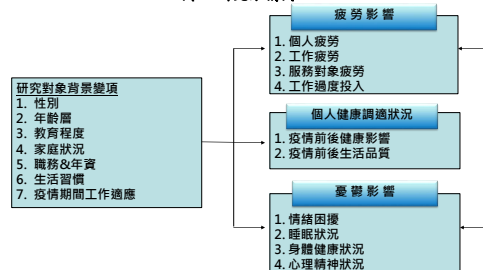 疲勞影響
1. 個人疲勞
2. 工作疲勞
3. 服務對象疲勞
4. 工作過度投入
研究對象背景變項
1. 性別
2. 年齡層
3. 教育程度
4. 家庭狀況
5. 職務&年資
6. 生活習慣
7. 疫情期間工作適應
個人健康調適狀況
1. 疫情前後健康影響
2. 疫情前後生活品質
憂鬱影響
1. 情緒困擾
2. 睡眠狀況
3. 身體健康狀況
4. 心理精神狀況